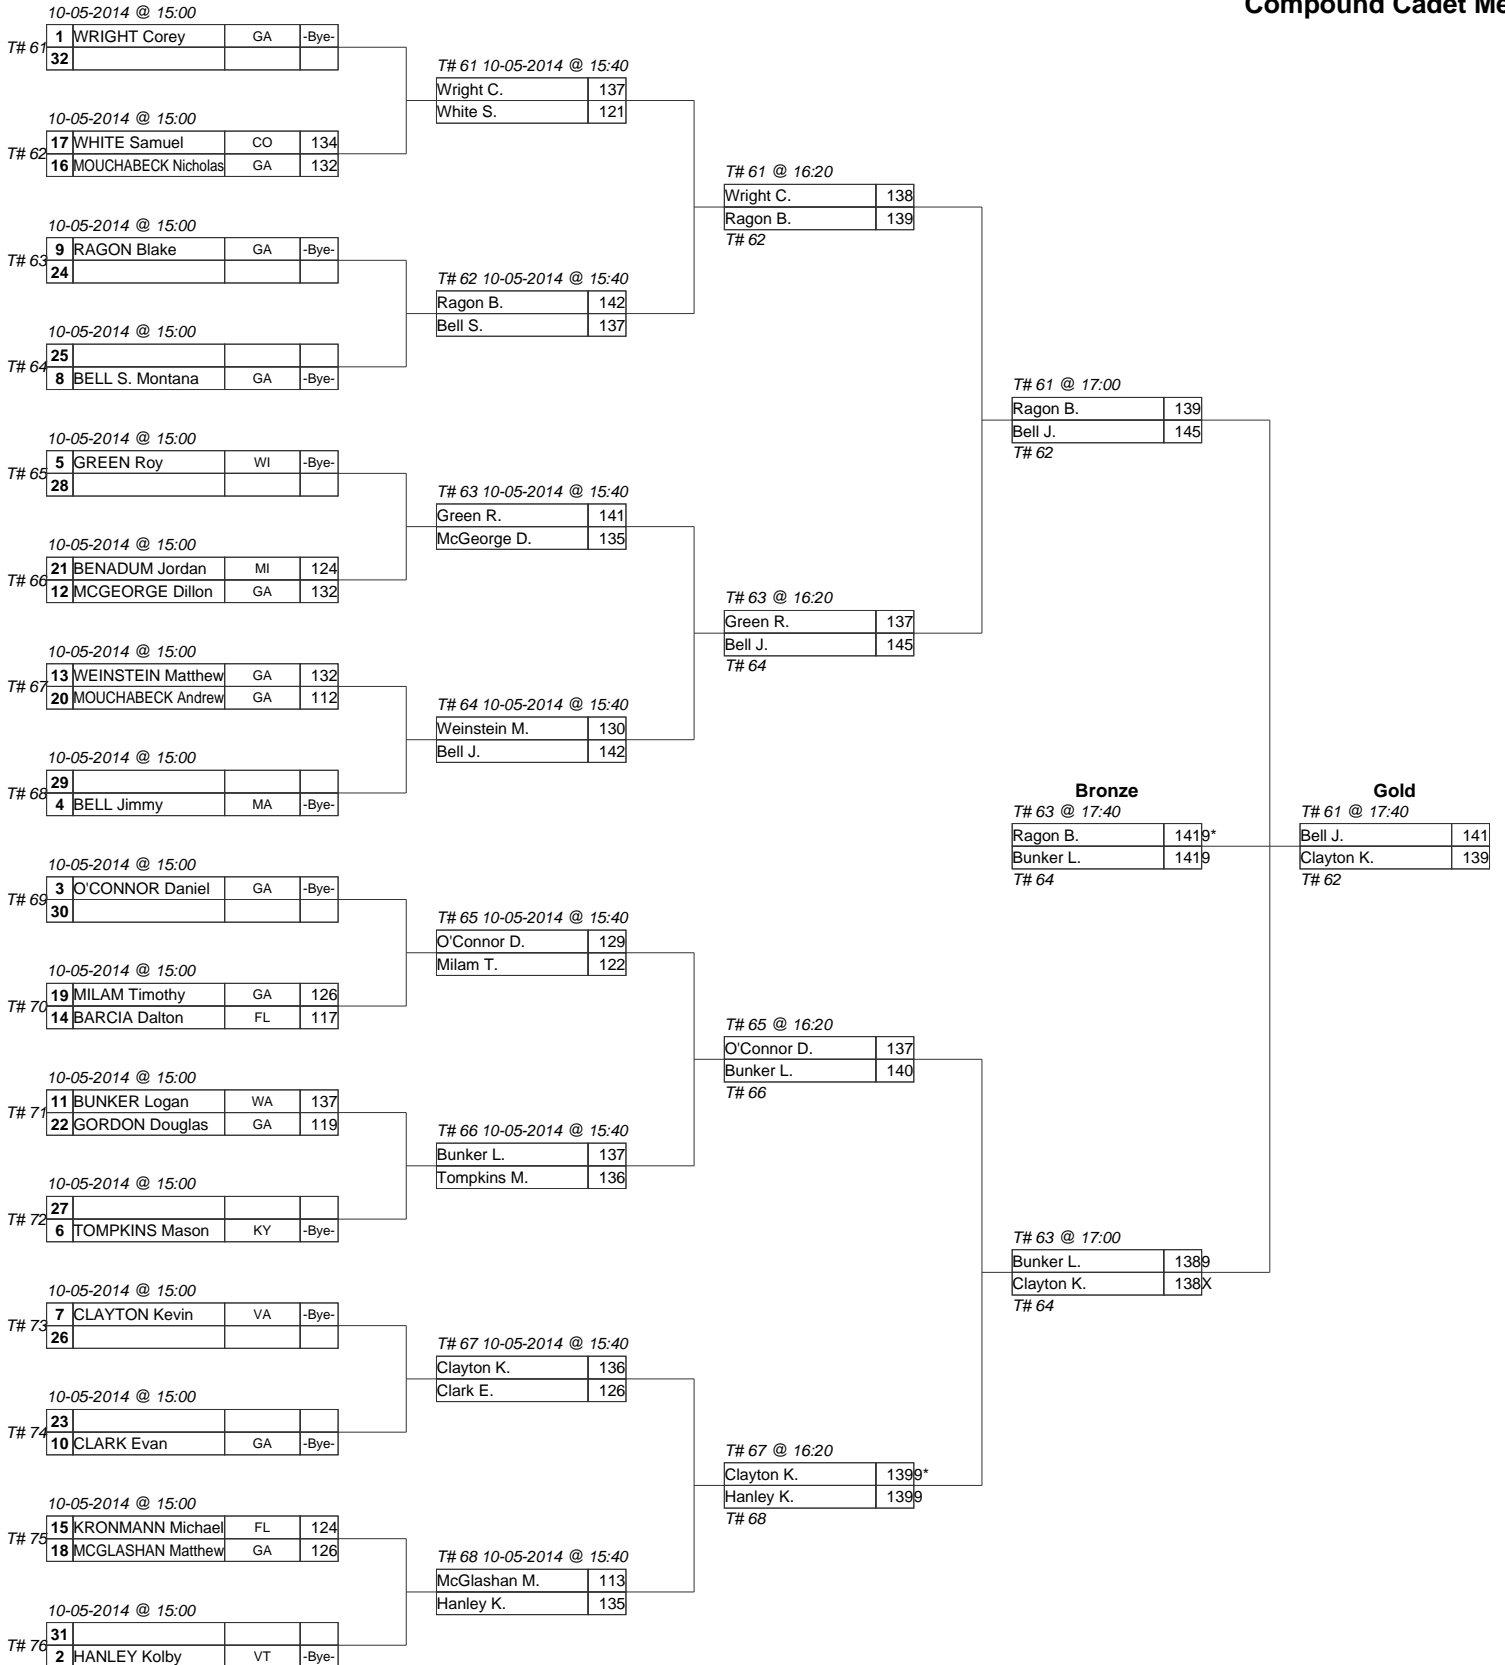 Compound Cadet Me
10-05-2014 @ 15:00
T# 61
1 WRIGHT Corey GA -Bye-
32
10-05-2014 @ 15:00
T# 62
17 WHITE Samuel CO 134
16 MOUCHABECK Nicholas GA 132
10-05-2014 @ 15:00
T# 63
9 RAGON Blake GA -Bye-
24
10-05-2014 @ 15:00
T# 64
25
8 BELL S. Montana GA -Bye-
10-05-2014 @ 15:00
T# 65
5 GREEN Roy WI -Bye-
28
10-05-2014 @ 15:00
T# 66
21 BENADUM Jordan MI 124
12 MCGEORGE Dillon GA 132
10-05-2014 @ 15:00
T# 67
13 WEINSTEIN Matthew GA 132
20 MOUCHABECK Andrew GA 112
10-05-2014 @ 15:00
T# 68
29
4 BELL Jimmy MA -Bye-
10-05-2014 @ 15:00
T# 69
3 O'CONNOR Daniel GA -Bye-
30
10-05-2014 @ 15:00
T# 70
19 MILAM Timothy GA 126
14 BARCIA Dalton FL 117
10-05-2014 @ 15:00
T# 71
11 BUNKER Logan WA 137
22 GORDON Douglas GA 119
10-05-2014 @ 15:00
T# 72
27
6 TOMPKINS Mason KY -Bye-
10-05-2014 @ 15:00
T# 73
7 CLAYTON Kevin VA -Bye-
26
10-05-2014 @ 15:00
T# 74
23
10 CLARK Evan GA -Bye-
10-05-2014 @ 15:00
T# 75
15 KRONMANN Michael FL 124
18 MCGLASHAN Matthew GA 126
10-05-2014 @ 15:00
T# 76
31
2 HANLEY Kolby VT -Bye-
T# 61 10-05-2014 @ 15:40
Wright C. 137
White S. 121
T# 62 10-05-2014 @ 15:40
Ragon B. 142
Bell S. 137
T# 63 10-05-2014 @ 15:40
Green R. 141
McGeorge D. 135
T# 64 10-05-2014 @ 15:40
Weinstein M. 130
Bell J. 142
T# 65 10-05-2014 @ 15:40
O'Connor D. 129
Milam T. 122
T# 66 10-05-2014 @ 15:40
Bunker L. 137
Tompkins M. 136
T# 67 10-05-2014 @ 15:40
Clayton K. 136
Clark E. 126
T# 68 10-05-2014 @ 15:40
McGlashan M. 113
Hanley K. 135
T# 61 @ 16:20
Wright C. 138
Ragon B. 139
T# 62
T# 63 @ 16:20
Green R. 137
Bell J. 145
T# 64
T# 65 @ 16:20
O'Connor D. 137
Bunker L. 140
T# 66
T# 67 @ 16:20
Clayton K. 1399*
Hanley K. 1399
T# 68
T# 61 @ 17:00
Ragon B. 139
Bell J. 145
T# 62
Bronze
T# 63 @ 17:40
Ragon B. 1419*
Bunker L. 1419
T# 64
T# 63 @ 17:00
Bunker L. 1389
Clayton K. 138X
T# 64
Gold
T# 61 @ 17:40
Bell J. 141
Clayton K. 139
T# 62